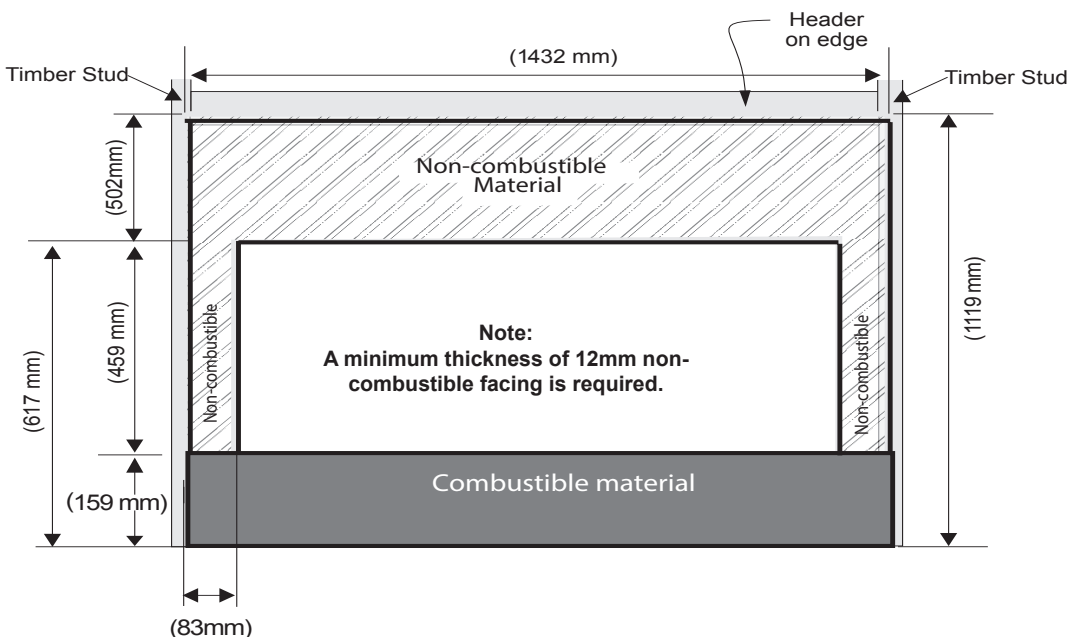 Header
on edge
(1432 mm)
Timber Stud
Timber Stud
(502mm)
Non-combustible
Material
(1119 mm)
(459 mm)
(617 mm)
Non-combustible
Note:
A minimum thickness of 12mm non-
combustible facing is required.
Non-combustible
Combustible material
(159 mm)
(83mm)